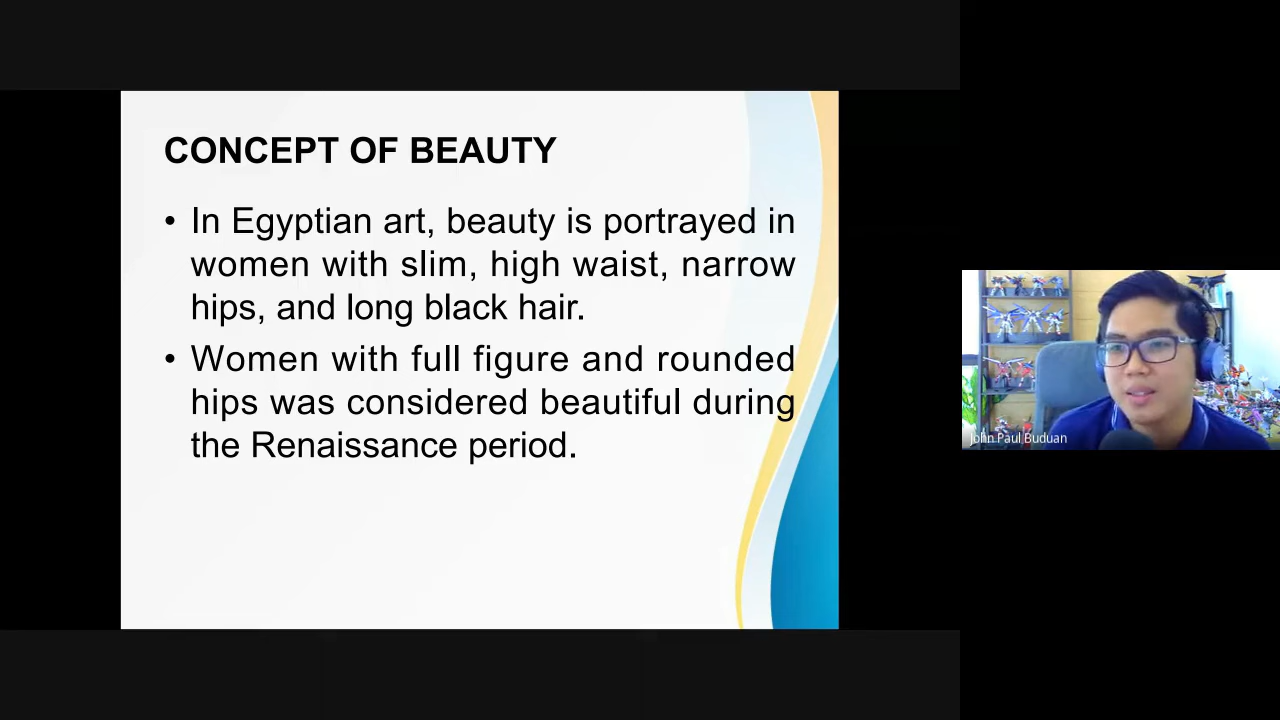 CONCEPT OF BEAUTY
• In Egyptian art, beauty is portrayed in
women with slim, high waist, narrow
hips, and long black hair.
• Women with full figure and rounded
hips was considered beautiful during
the Renaissance period.
John Paul Buduan